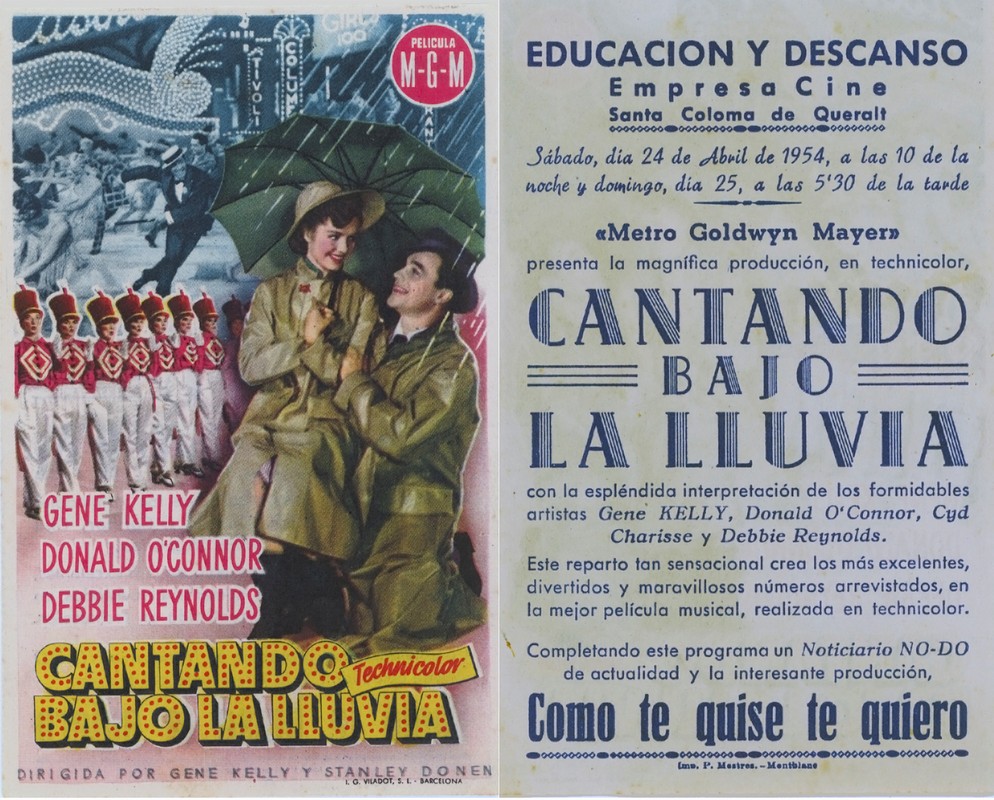 GIRL
100
TIVOLI
COLUM
PELICULA
M-G-M
GENE KELLY
DONALD O'CONNOR
DEBBIE REYNOLDS
CANTANDO
Technicolor
BAJO LA LLUVIA
DIRIGIDA POR GENE KELLY Y STANLEY DONEN
I. G. VILADOT, S. L. - BARCELONA
EDUCACION Y DESCANSO
Empresa Cine
Santa Coloma de Queralt
Sábado, día 24 de Abril de 1954, a las 10 de la
noche y domingo, día 25, a las 5'30 de la tarde
«Metro Goldwyn Mayer»
presenta la magnífica producción, en technicolor,
CANTANDO
BAJO
LA LLUVIA
con la espléndida interpretación de los formidables
artistas Gene KELLY, Donald O'Connor, Cyd
Charisse y Debbie Reynolds.
Este reparto tan sensacional crea los más excelentes,
divertidos y maravillosos números arrevistados, en
la mejor película musical, realizada en technicolor.
Completando este programa un Noticiario NO-DO
de actualidad y la interesante producción,
Como te quise te quiero
Imp. P. Mestres. - Montblanc